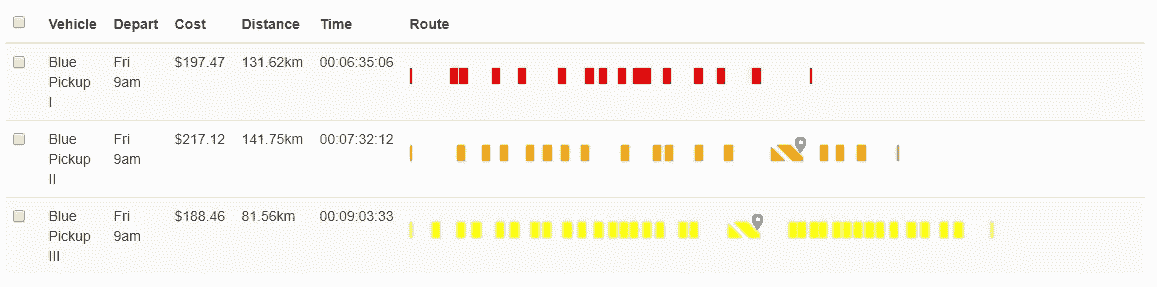 Vehicle Depart Cost Distance Time Route
Blue Fri $197.47 131.62km 00:06:35:06
Pickup 9am
I
Blue Fri $217.12 141.75km 00:07:32:12
Pickup 9am
II
Blue Fri $188.46 81.56km 00:09:03:33
Pickup 9am
III